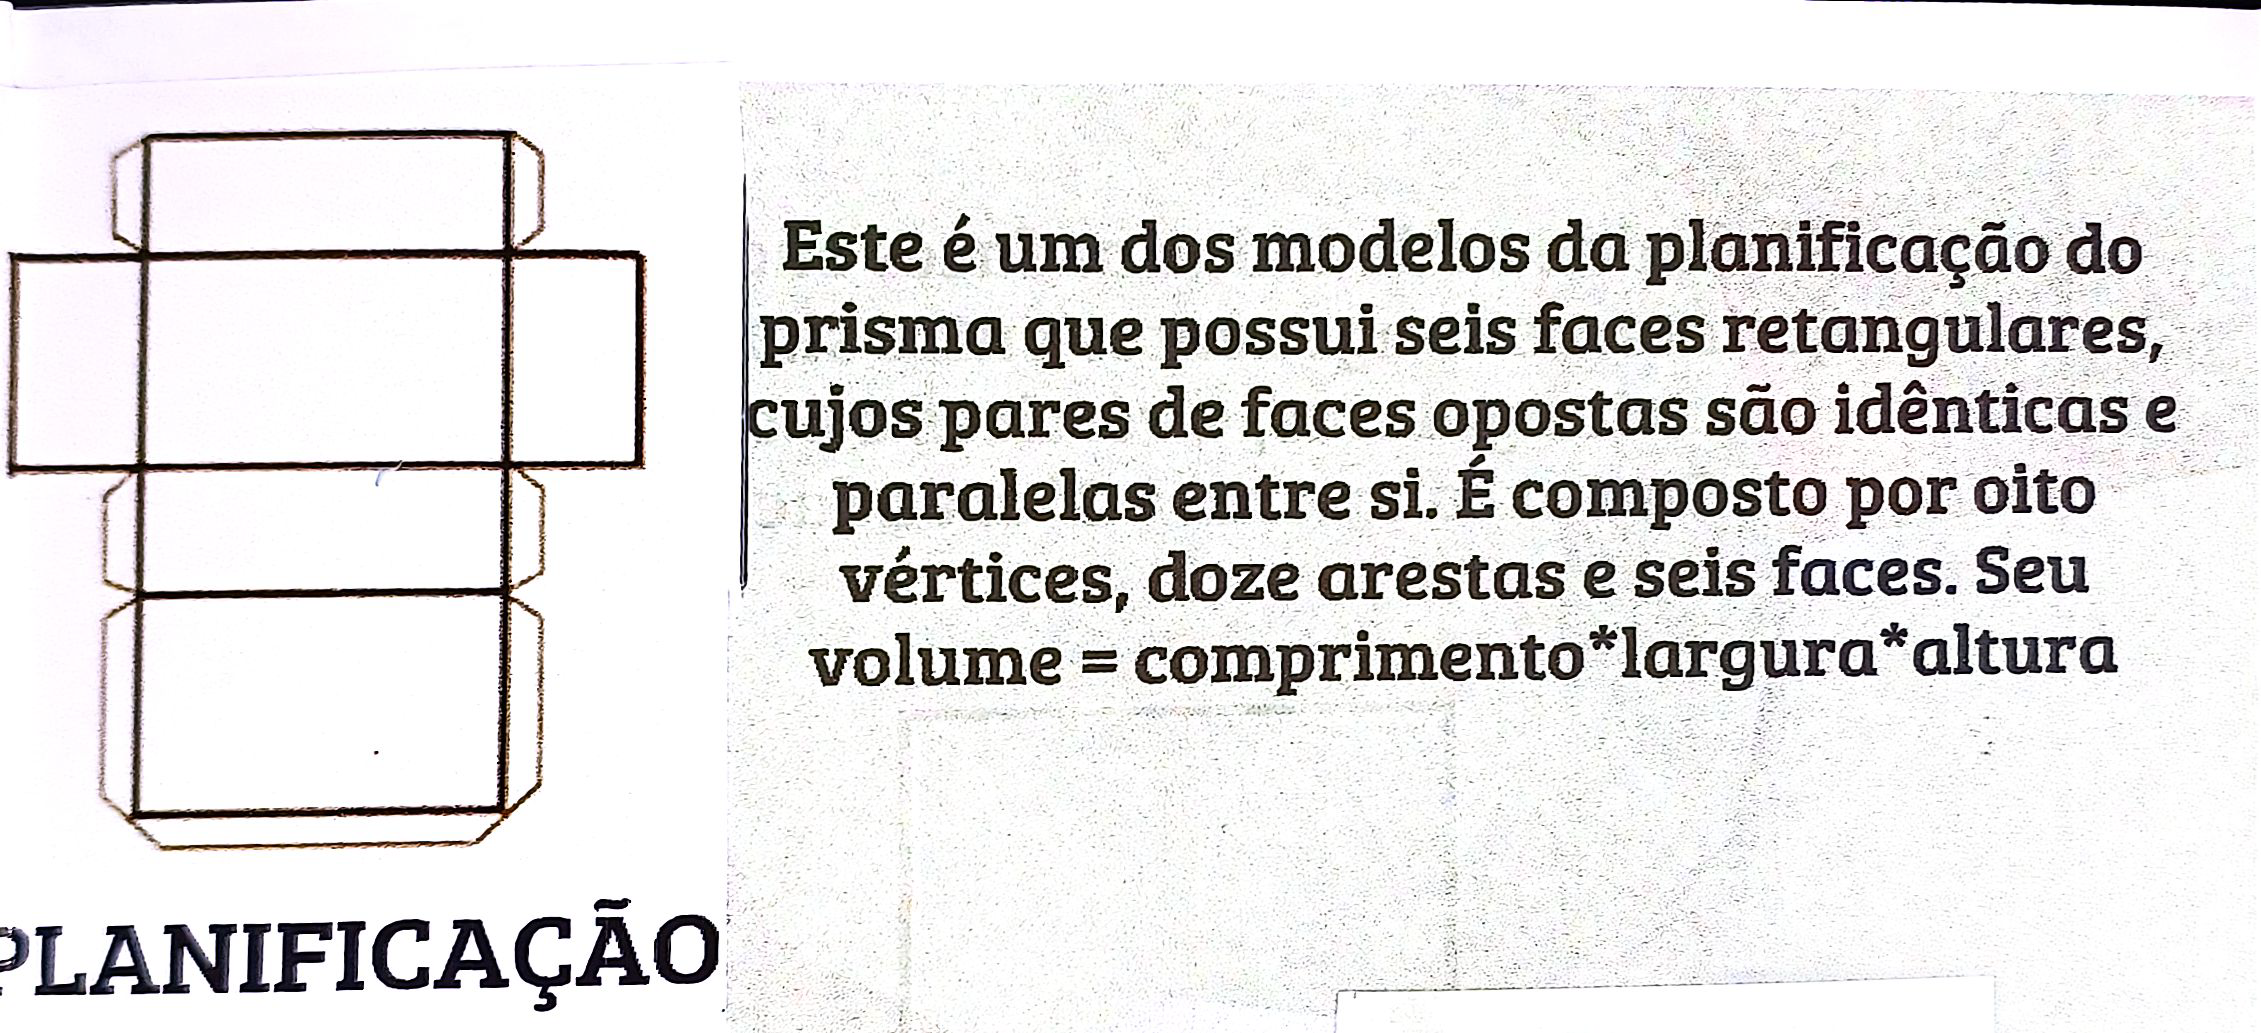 Este é um dos modelos da planificação do
prisma que possui seis faces retangulares,
cujos pares de faces opostas são idênticas e
paralelas entre si. É composto por oito
vértices, doze arestas e seis faces. Seu
volume = comprimento*largura*altura
PLANIFICAÇÃO